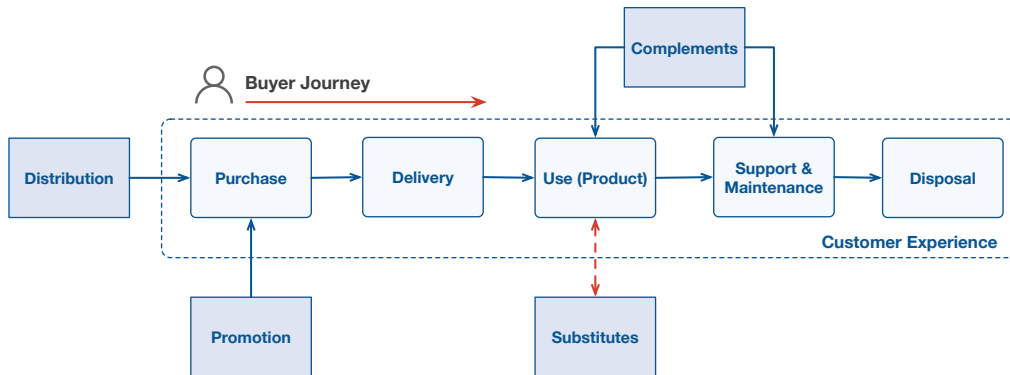 Complements
Buyer Journey
Distribution
Purchase
Delivery
Use (Product)
Support &
Maintenance
Disposal
Customer Experience
Promotion
Substitutes